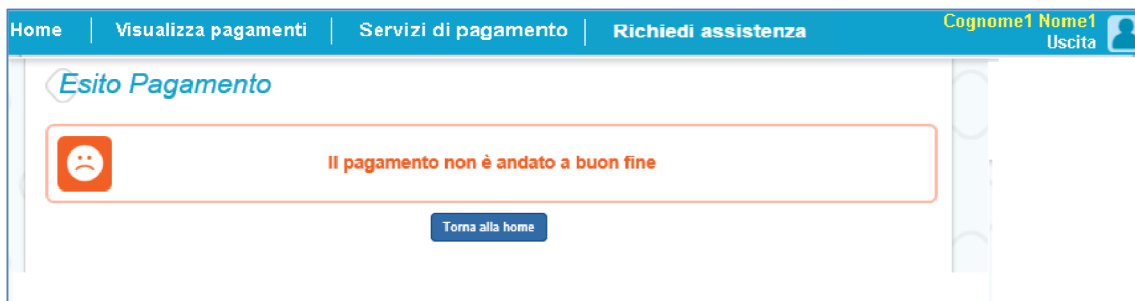 Home Visualizza pagamenti Servizi di pagamento Richiedi assistenza Cognome1 Nome1
Uscita
Esito Pagamento
Il pagamento non è andato a buon fine
Torna alla home